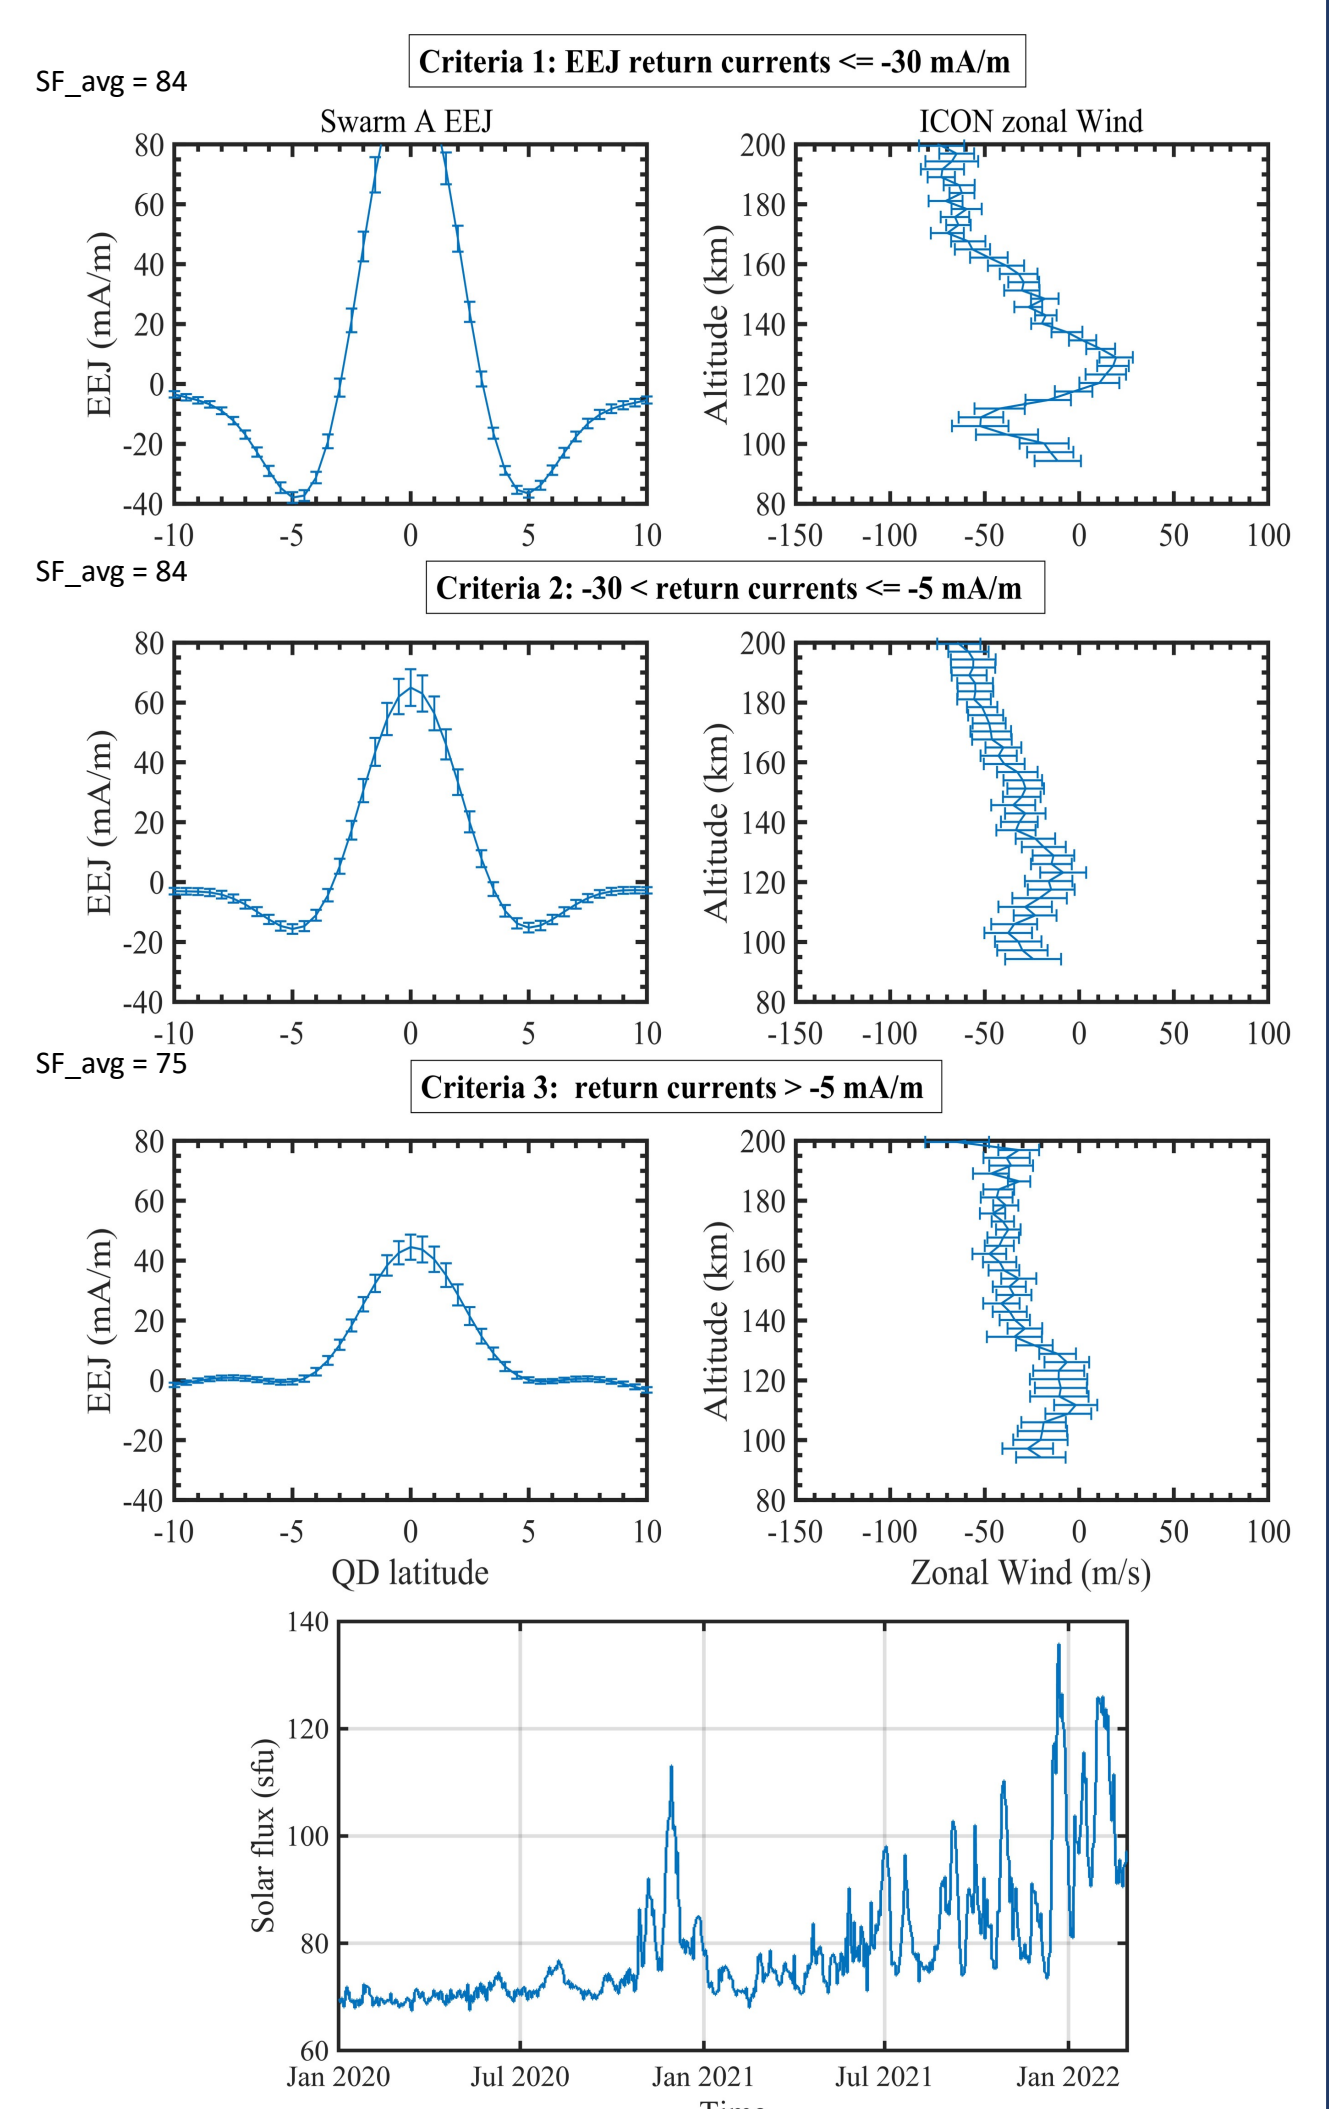 SF_avg = 84
Criteria 1: EEJ return currents <= -30 mA/m
Swarm A EEJ
ICON zonal Wind
EEJ (mA/m)
80
60
40
20
0
-20
-40
-10 -5 0 5 10
Altitude (km)
200
180
160
140
120
100
80
-150 -100 -50 0 50 100
SF_avg = 84
Criteria 2: -30 < return currents <= -5 mA/m
EEJ (mA/m)
80
60
40
20
0
-20
-40
-10 -5 0 5 10
Altitude (km)
200
180
160
140
120
100
80
-150 -100 -50 0 50 100
SF_avg = 75
Criteria 3: return currents > -5 mA/m
EEJ (mA/m)
80
60
40
20
0
-20
-40
-10 -5 0 5 10
QD latitude
Altitude (km)
200
180
160
140
120
100
80
-150 -100 -50 0 50 100
Zonal Wind (m/s)
Solar flux (sfu)
140
120
100
80
60
Jan 2020 Jul 2020 Jan 2021 Jul 2021 Jan 2022
Time